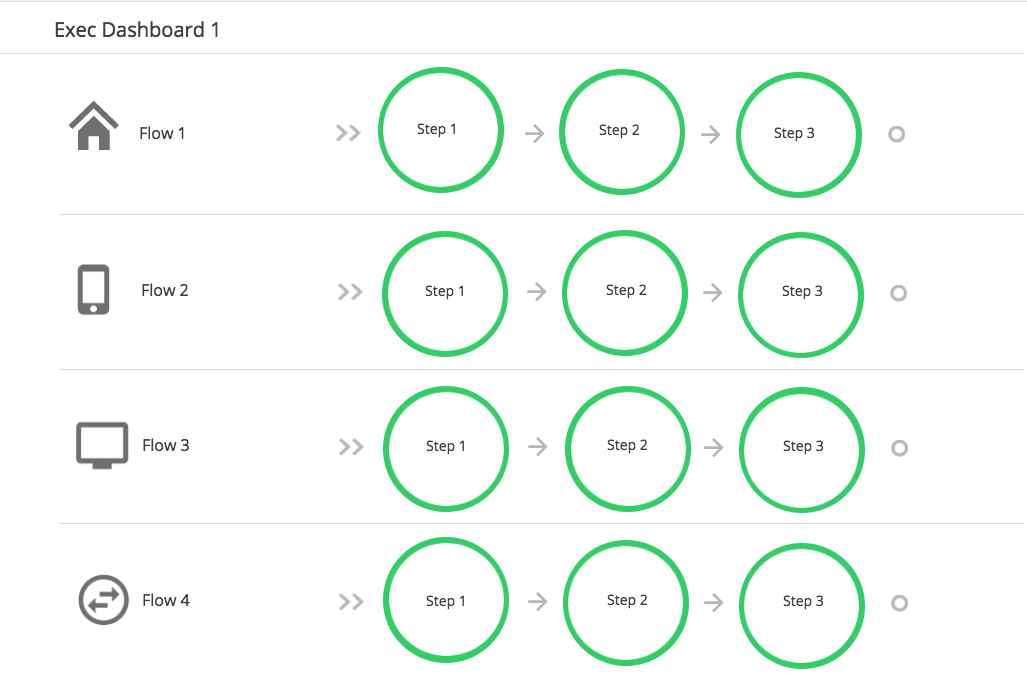 Exec Dashboard 1
Flow 1 Step 1 Step 2 Step 3
Flow 2 Step 1 Step 2 Step 3
Flow 3 Step 1 Step 2 Step 3
Flow 4 Step 1 Step 2 Step 3